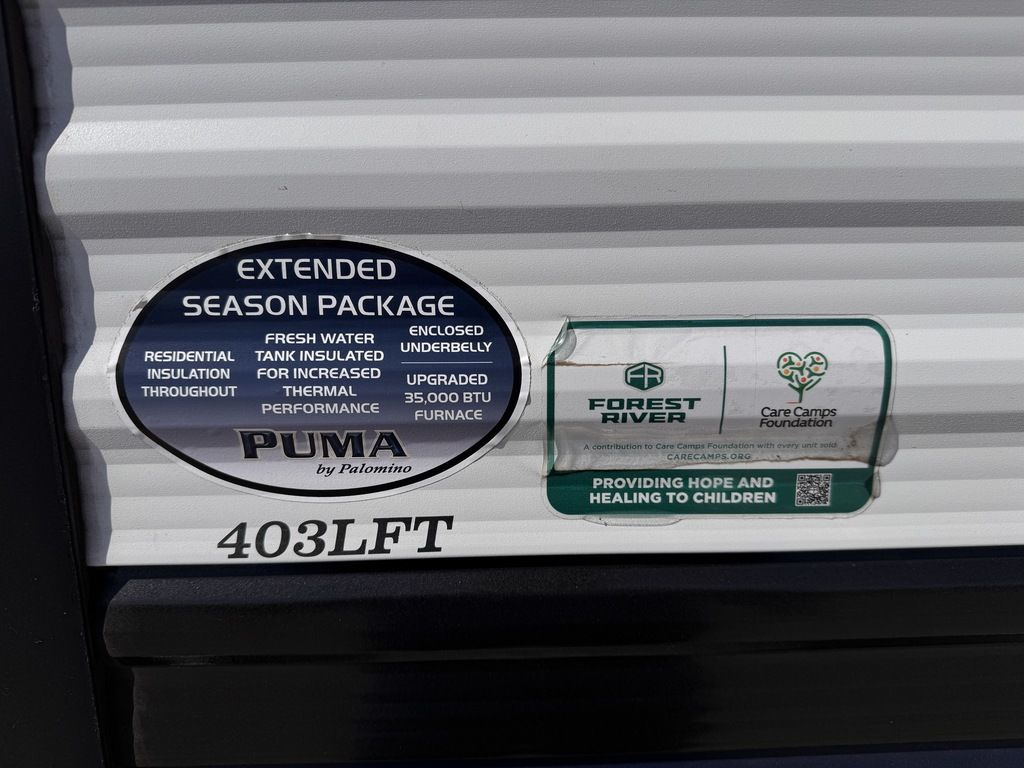 EXTENDED
SEASON PACKAGE
RESIDENTIAL
INSULATION
THROUGHOUT
FRESH WATER
TANK INSULATED
FOR INCREASED
THERMAL
PERFORMANCE
ENCLOSED
UNDERBELLY
UPGRADED
35,000 BTU
FURNACE
PUMA
by Palomino
403LFT
FR
FOREST
RIVER
Care Camps
Foundation
A contribution to Care Camps Foundation with every unit sold
CARECAMPS.ORG
PROVIDING HOPE AND
HEALING TO CHILDREN